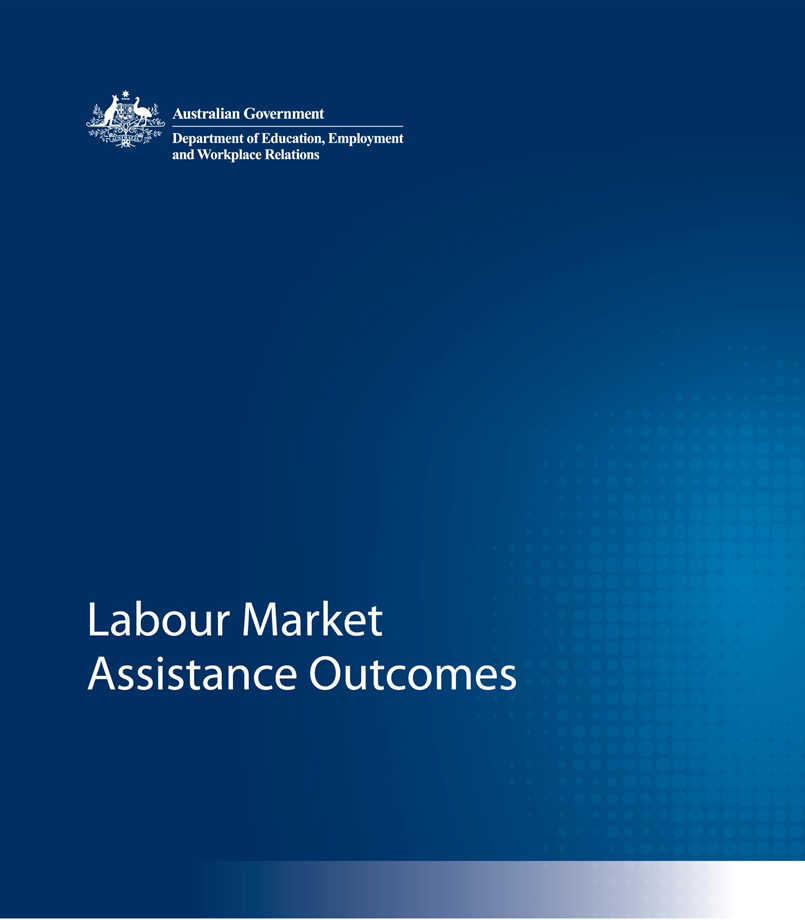 Australian Government
Department of Education, Employment
and Workplace Relations
Labour Market
Assistance Outcomes